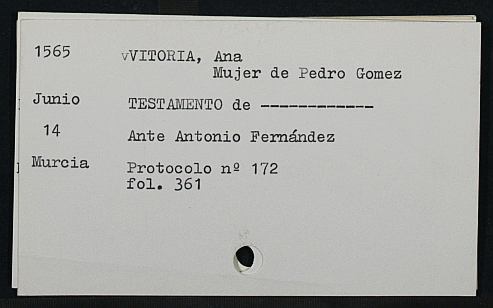 1565 vVITORIA, Ana
Mujer de Pedro Gomez
Junio TESTAMENTO de ------------
14 Ante Antonio Fernández
Murcia Protocolo nº 172
fol. 361